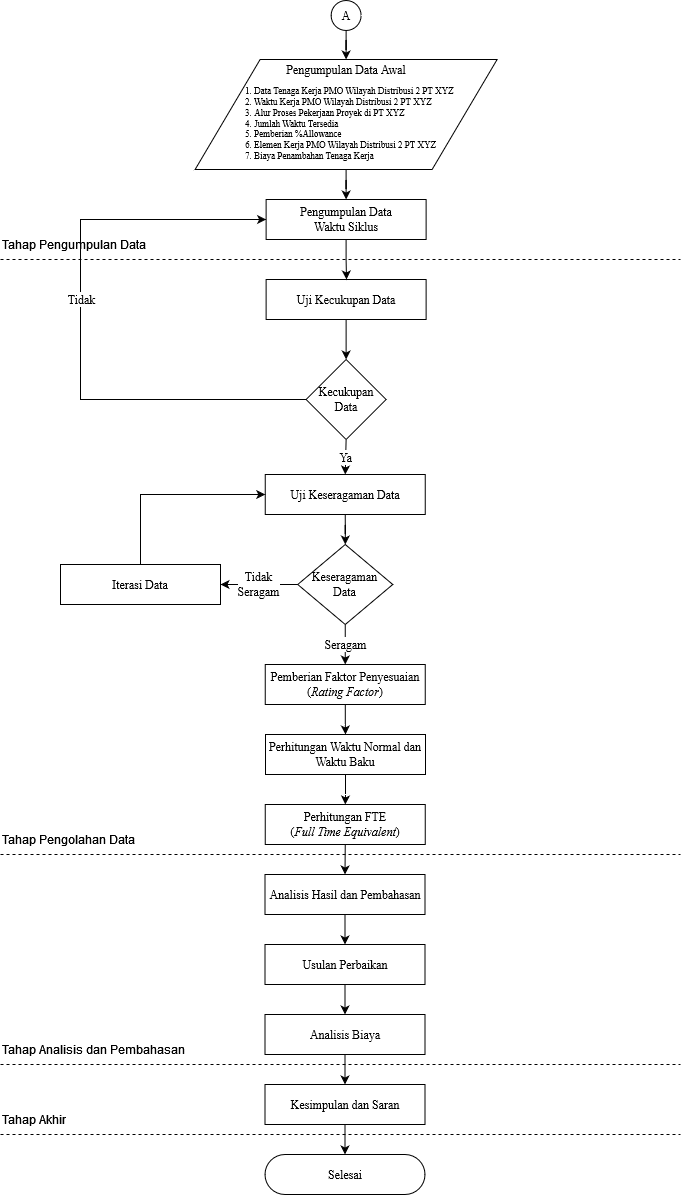 A
Pengumpulan Data Awal
1. Data Tenaga Kerja PMO Wilayah Distribusi 2 PT XYZ
2. Waktu Kerja PMO Wilayah Distribusi 2 PT XYZ
3. Alur Proses Pekerjaan Proyek di PT XYZ
4. Jumlah Waktu Tersedia
5. Pemberian %Allowance
6. Elemen Kerja PMO Wilayah Distribusi 2 PT XYZ
7. Biaya Penambahan Tenaga Kerja
Pengumpulan Data
Waktu Siklus
Tahap Pengumpulan Data
Uji Kecukupan Data
Tidak
Kecukupan
Data
Ya
Uji Keseragaman Data
Keseragaman
Data
Tidak
Seragam
Iterasi Data
Seragam
Pemberian Faktor Penyesuaian
(Rating Factor)
Perhitungan Waktu Normal dan
Waktu Baku
Perhitungan FTE
(Full Time Equivalent)
Tahap Pengolahan Data
Analisis Hasil dan Pembahasan
Usulan Perbaikan
Analisis Biaya
Tahap Analisis dan Pembahasan
Kesimpulan dan Saran
Tahap Akhir
Selesai